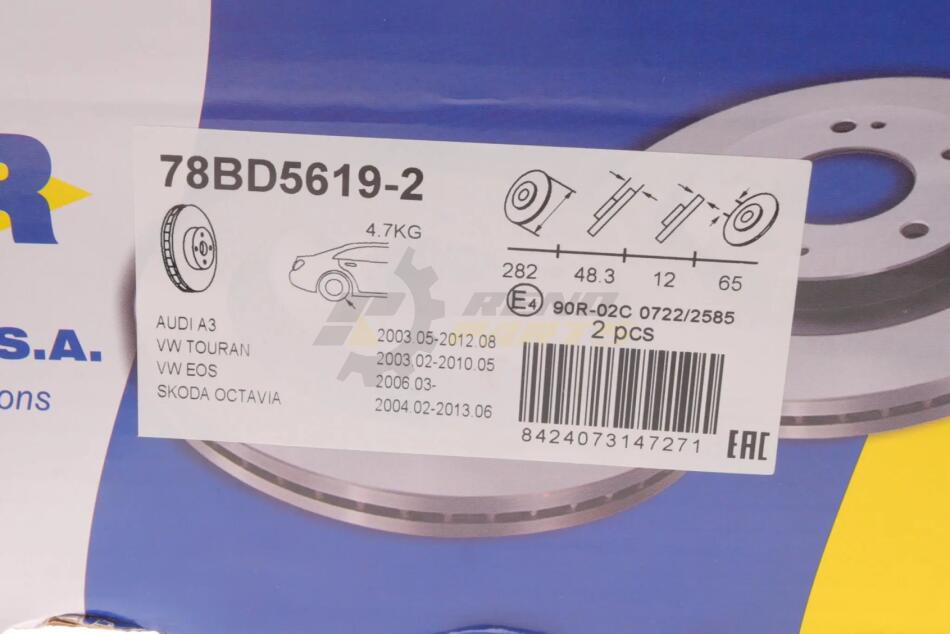 78BD5619-2
4.7KG
282 48.3 12 65
E4 90R-02C 0722/2585
2 pcs
AUDI A3 2003.05-2012.08
VW TOURAN 2003.02-2010.05
VW EOS 2006.03-
SKODA OCTAVIA 2004.02-2013.06
8424073147271
EAC
R
S.A.
ons